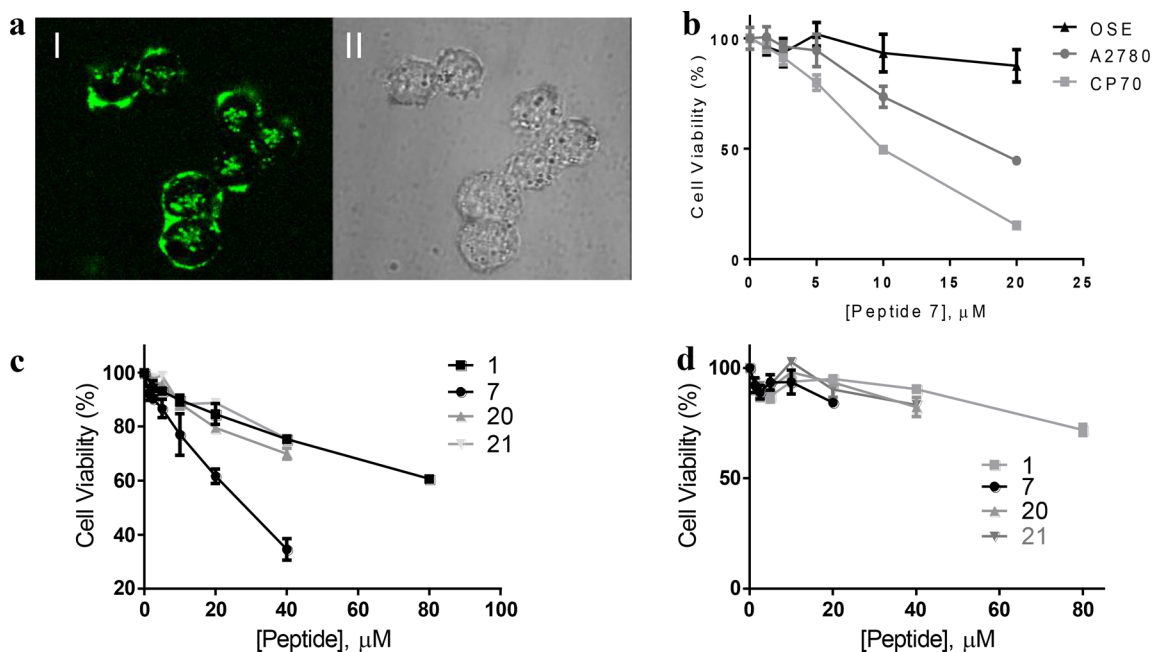 a
I
II
b
OSE
A2780
CP70
100
50
0
Cell Viability (%)
0 5 10 15 20 25
[Peptide 7], μM
c
1
7
20
21
100
80
60
40
20
Cell Viability (%)
0 20 40 60 80 100
[Peptide], μM
d
100
50
0
Cell Viability (%)
1
7
20
21
0 20 40 60 80
[Peptide], μM